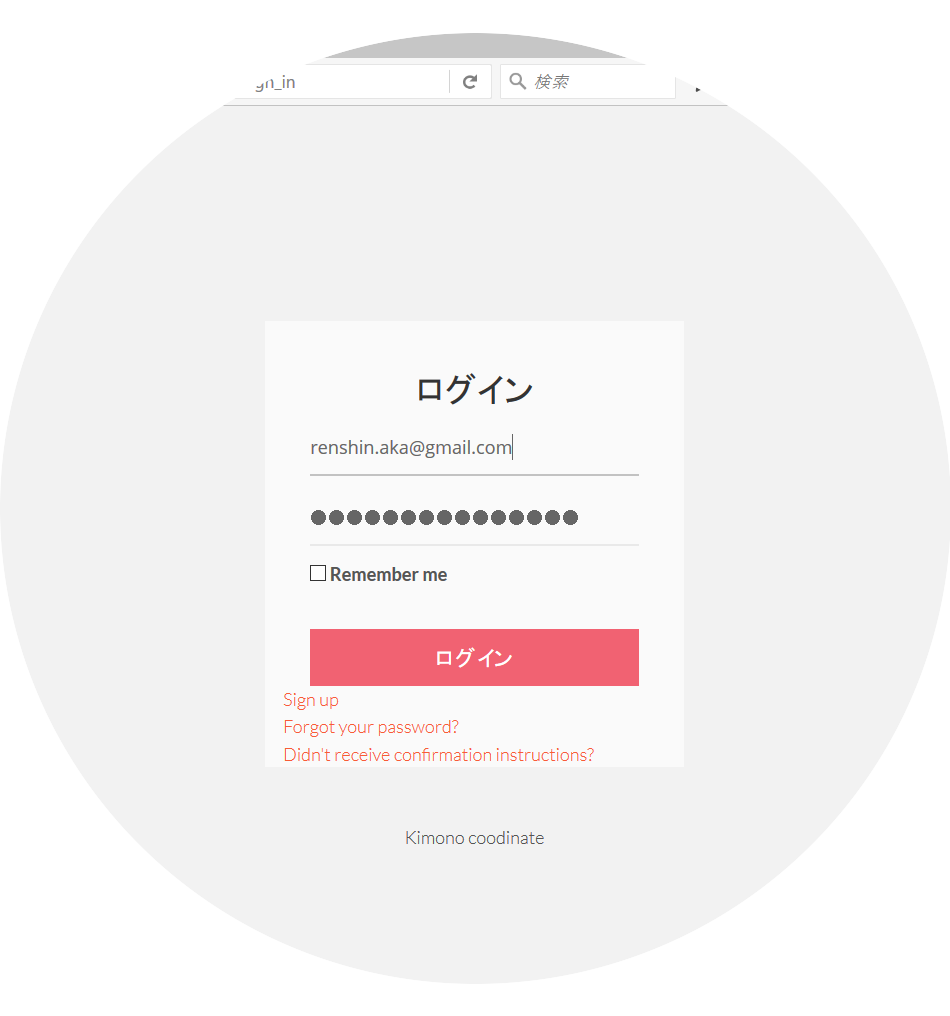 gn_in
検索
ログイン
renshin.aka@gmail.com
Remember me
ログイン
Sign up
Forgot your password?
Didn't receive confirmation instructions?
Kimono coodinate